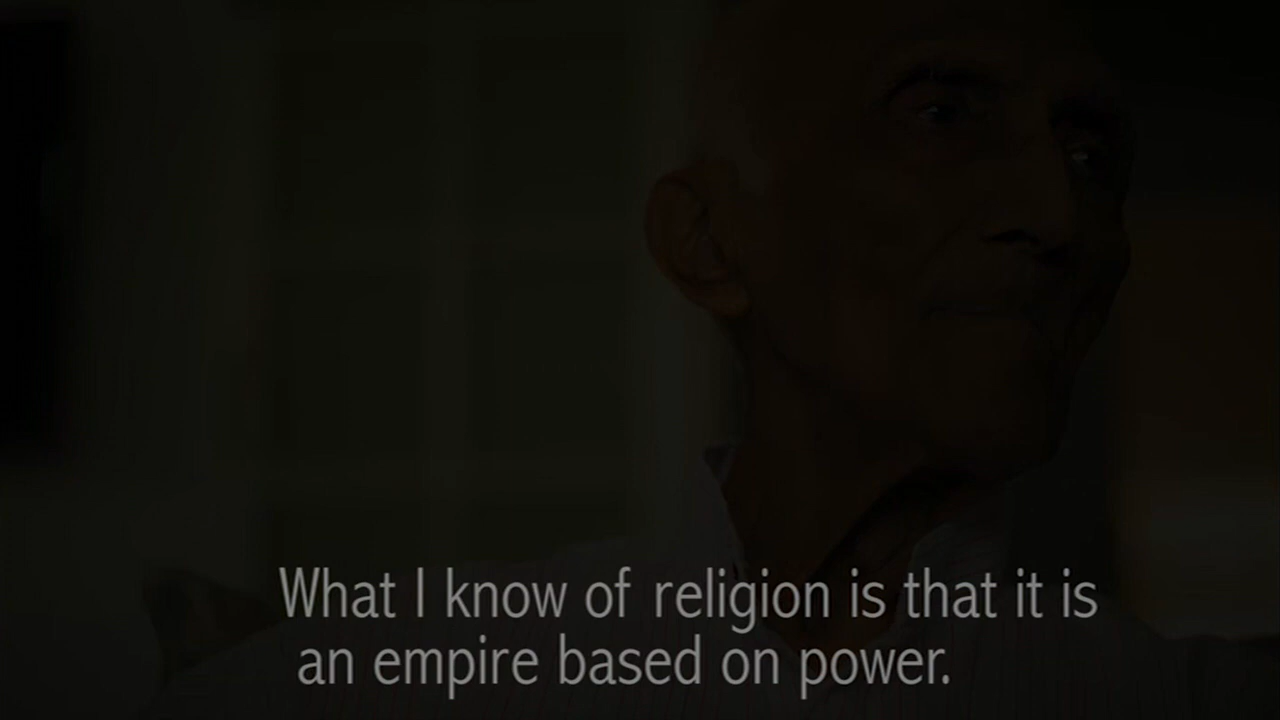 What I know of religion is that it is
an empire based on power.